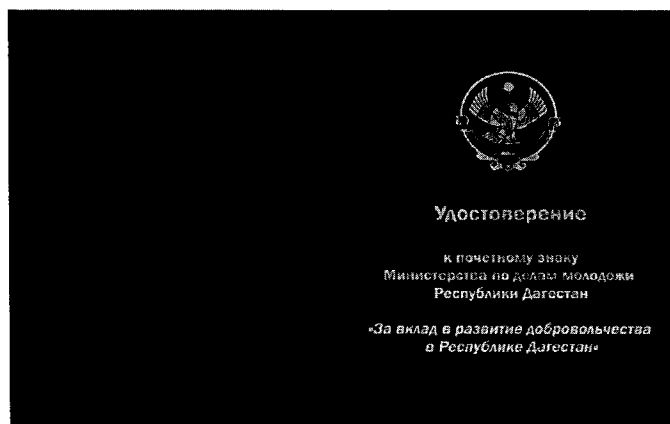 Удостоверение
к почетному знаку
Министерства по делам молодежи
Республики Дагестан
«За вклад в развитие добровольчества
в Республике Дагестан»